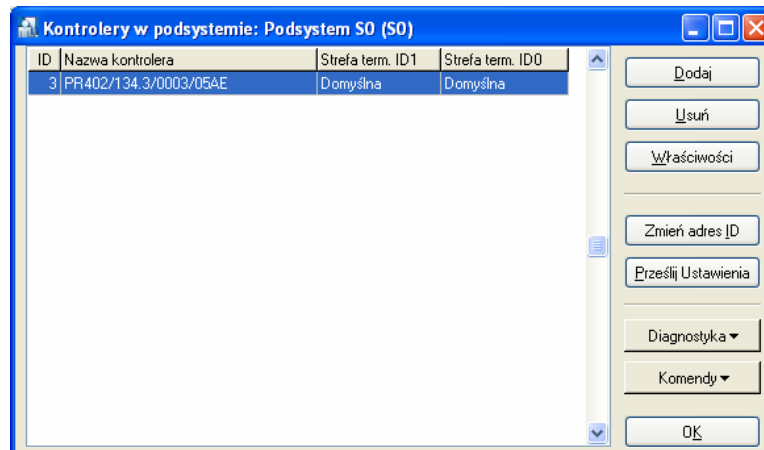 Kontrolery w podsystemie: Podsystem S0 (S0)
ID Nazwa kontrolera Strefa term. ID1 Strefa term. ID0
3 PR402/134.3/0003/05AE Domyślna Domyślna
Dodaj
Usuń
Właściwości
Zmień adres ID
Prześlij Ustawienia
Diagnostyka
Komendy
OK